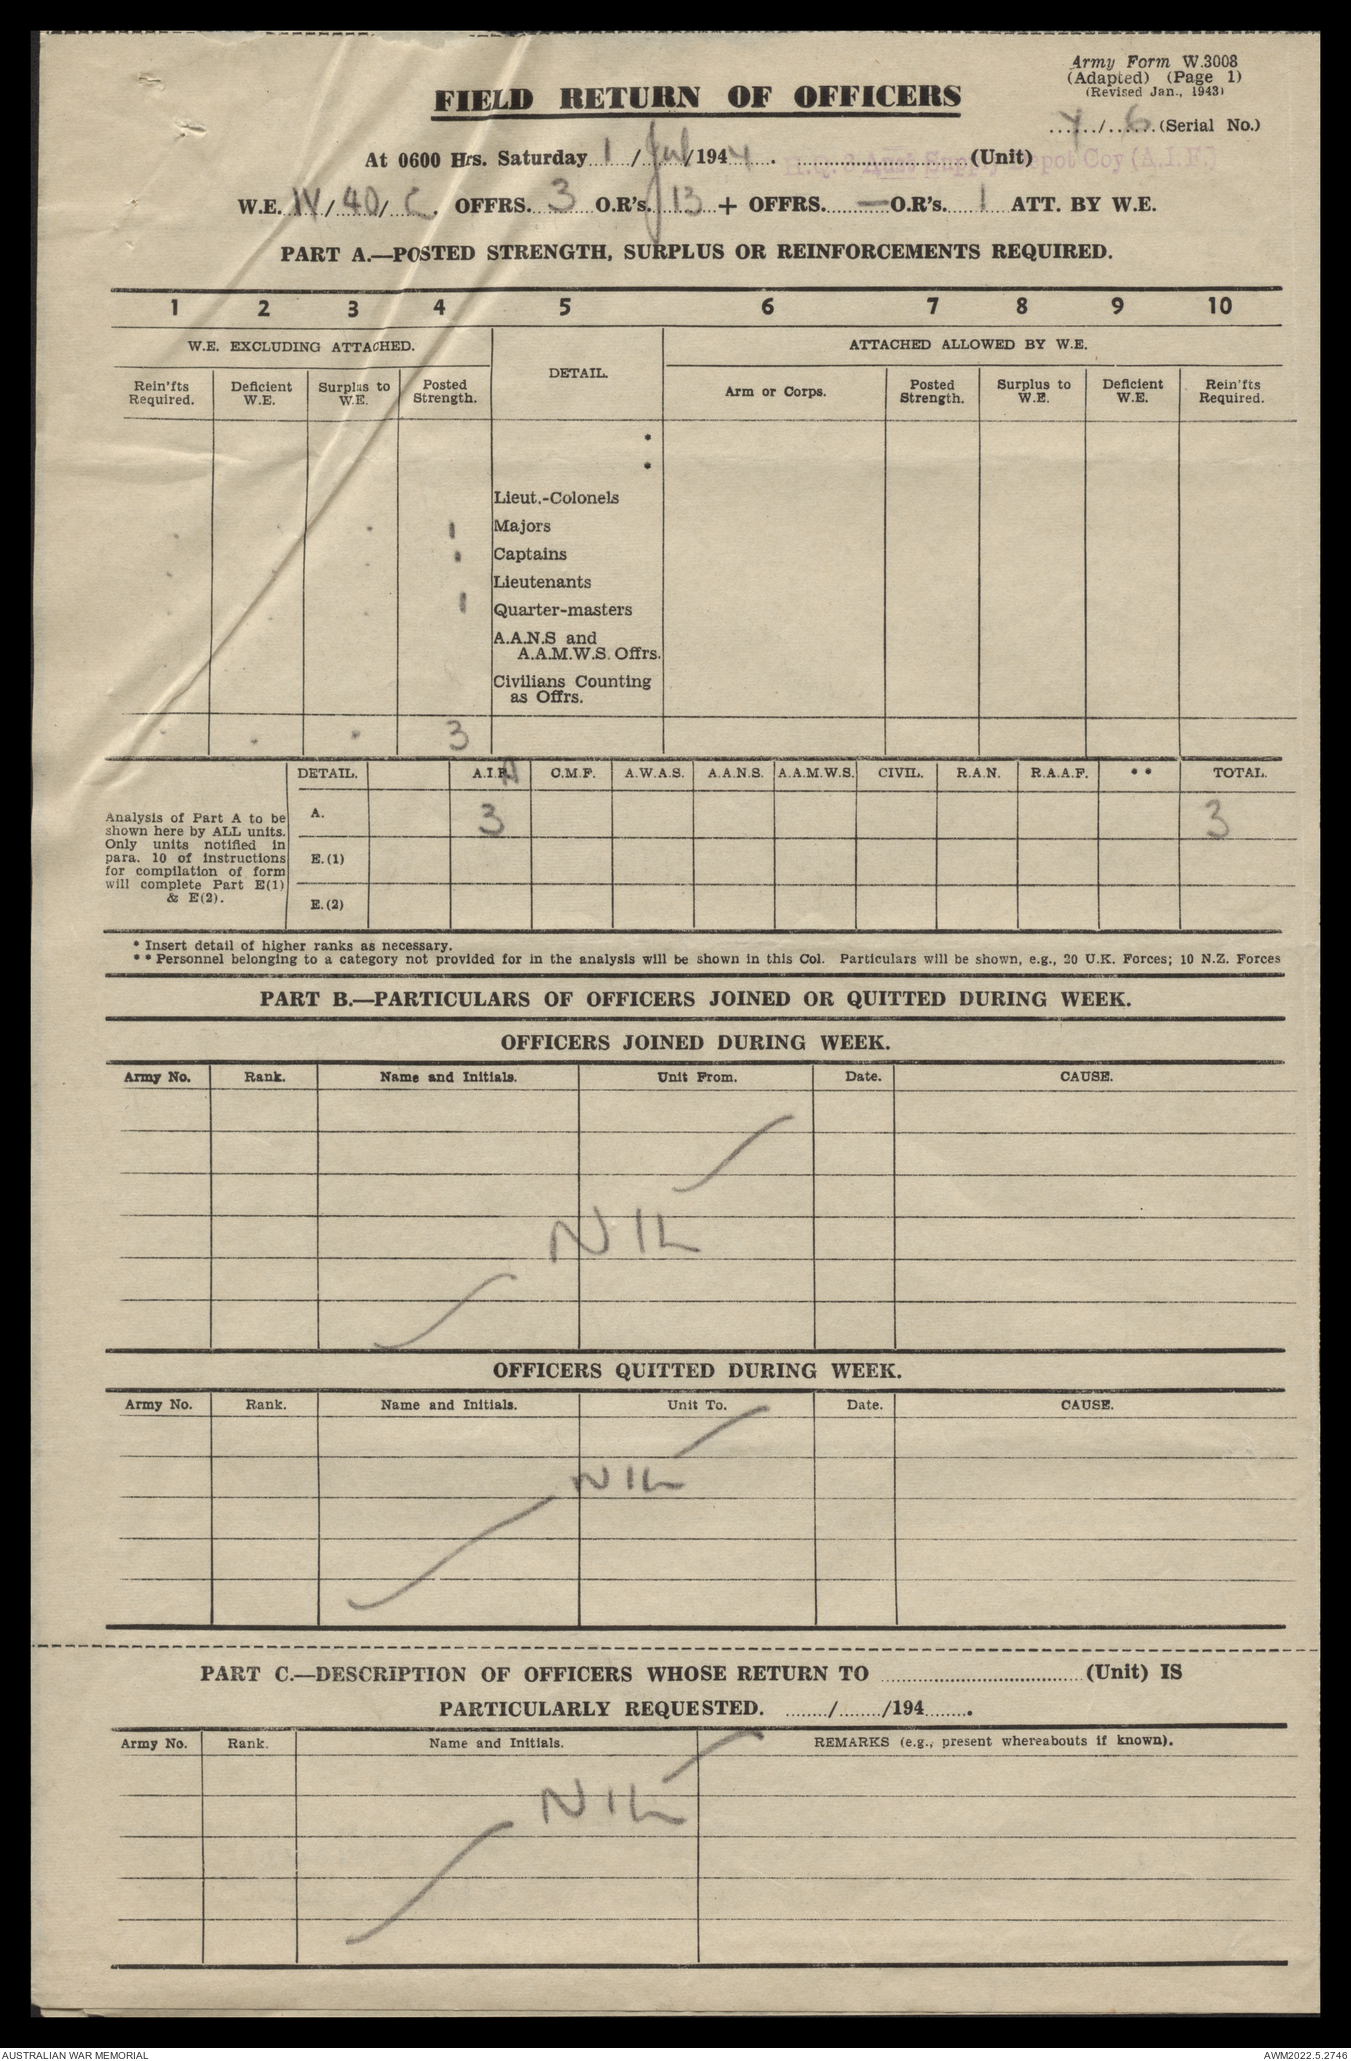 Army Form W.3008
(Adapted) (Page 1)
(Revised Jan., 1943)
FIELD RETURN OF OFFICERS
Y/6 (Serial No.)
At 0600 Hrs. Saturday 1/Jul/1944. H.Q. Aust Supply Depot Coy (A.I.F.) (Unit)
W.E. IV/40/C. OFFRS. 3 O.R's. 13 + OFFRS. — O.R's. 1 ATT. BY W.E.
PART A.—POSTED STRENGTH, SURPLUS OR REINFORCEMENTS REQUIRED.
1 2 3 4 5 6 7 8 9 10
W.E. EXCLUDING ATTACHED. DETAIL. ATTACHED ALLOWED BY W.E.
Rein'fts Required. Deficient W.E. Surplus to W.E. Posted Strength. Arm or Corps. Posted Strength. Surplus to W.E. Deficient W.E. Rein'fts Required.
*
*
Lieut.-Colonels
1 Majors
1 Captains
Lieutenants
1 Quarter-masters
A.A.N.S and
A.A.M.W.S. Offrs.
Civilians Counting
as Offrs.
3
DETAIL. A.I.F. C.M.F. A.W.A.S. A.A.N.S. A.A.M.W.S. CIVIL. R.A.N. R.A.A.F. ** TOTAL.
Analysis of Part A to be
shown here by ALL units.
Only units notified in
para. 10 of instructions
for compilation of form
will complete Part E(1)
& E(2).
A. 3 3
E.(1)
E.(2)
* Insert detail of higher ranks as necessary.
** Personnel belonging to a category not provided for in the analysis will be shown in this Col. Particulars will be shown, e.g., 20 U.K. Forces; 10 N.Z. Forces
PART B.—PARTICULARS OF OFFICERS JOINED OR QUITTED DURING WEEK.
OFFICERS JOINED DURING WEEK.
Army No. Rank. Name and Initials. Unit From. Date. CAUSE.
NIL
OFFICERS QUITTED DURING WEEK.
Army No. Rank. Name and Initials. Unit To. Date. CAUSE.
NIL
PART C.—DESCRIPTION OF OFFICERS WHOSE RETURN TO .......... (Unit) IS
PARTICULARLY REQUESTED. ......../......../194........
Army No. Rank. Name and Initials. REMARKS (e.g., present whereabouts if known).
NIL
AUSTRALIAN WAR MEMORIAL AWM2022.5.2746